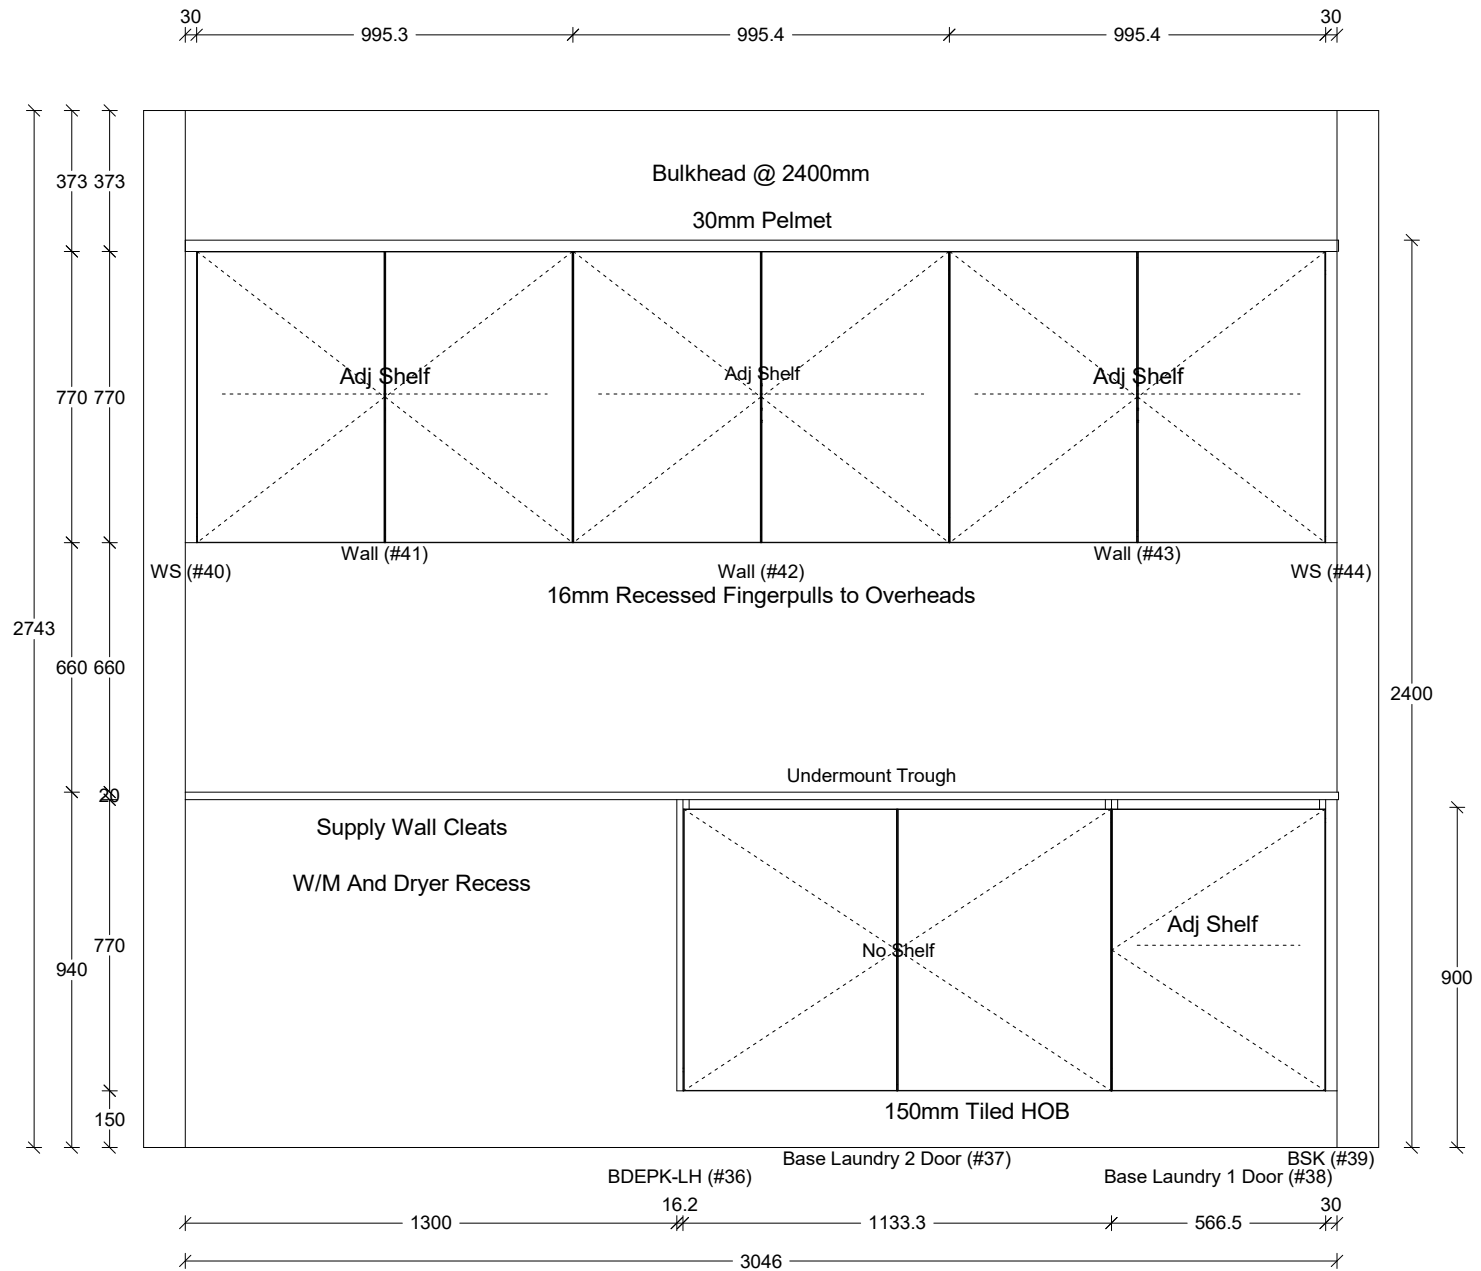 30 30
995.3 995.4 995.4
373 373
Bulkhead @ 2400mm
30mm Pelmet
Adj Shelf Adj Shelf Adj Shelf
770 770
Wall (#41) Wall (#43)
WS (#40) Wall (#42) WS (#44)
16mm Recessed Fingerpulls to Overheads
2743
660 660
2400
Undermount Trough
20
Supply Wall Cleats
W/M And Dryer Recess
Adj Shelf
770
No Shelf
940
900
150mm Tiled HOB
150
Base Laundry 2 Door (#37) BSK (#39)
BDEPK-LH (#36) Base Laundry 1 Door (#38)
16.2 30
1300 1133.3 566.5
3046